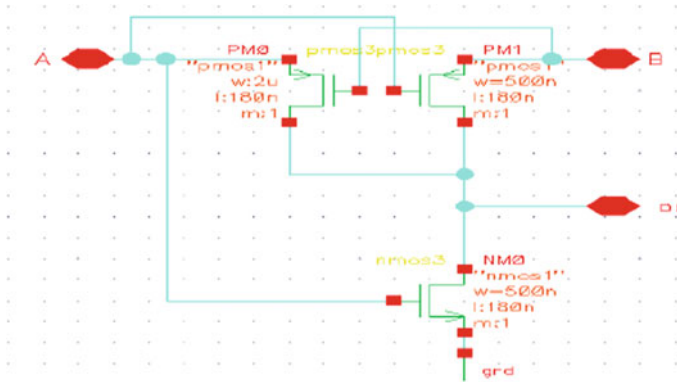 A
PM0
pmos3pmos3
PM1
B
"pmos1"
w:2u
l:180n
m:1
"pmos1"
w=500n
l:180n
m:1
nmos3
NM0
"nmos1"
w=500n
l:180n
m:1
grd